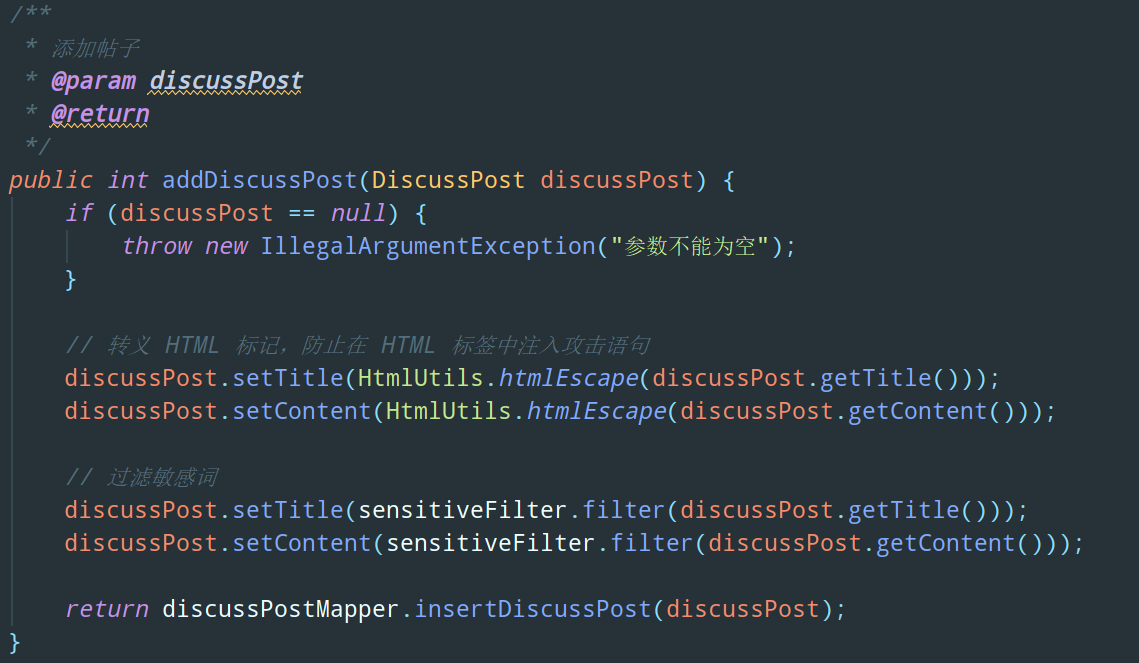 /**
 * 添加帖子
 * @param discussPost
 * @return
 */
public int addDiscussPost(DiscussPost discussPost) {
    if (discussPost == null) {
        throw new IllegalArgumentException("参数不能为空");
    }
    // 转义 HTML 标记，防止在 HTML 标签中注入攻击语句
    discussPost.setTitle(HtmlUtils.htmlEscape(discussPost.getTitle()));
    discussPost.setContent(HtmlUtils.htmlEscape(discussPost.getContent()));
    // 过滤敏感词
    discussPost.setTitle(sensitiveFilter.filter(discussPost.getTitle()));
    discussPost.setContent(sensitiveFilter.filter(discussPost.getContent()));
    return discussPostMapper.insertDiscussPost(discussPost);
}